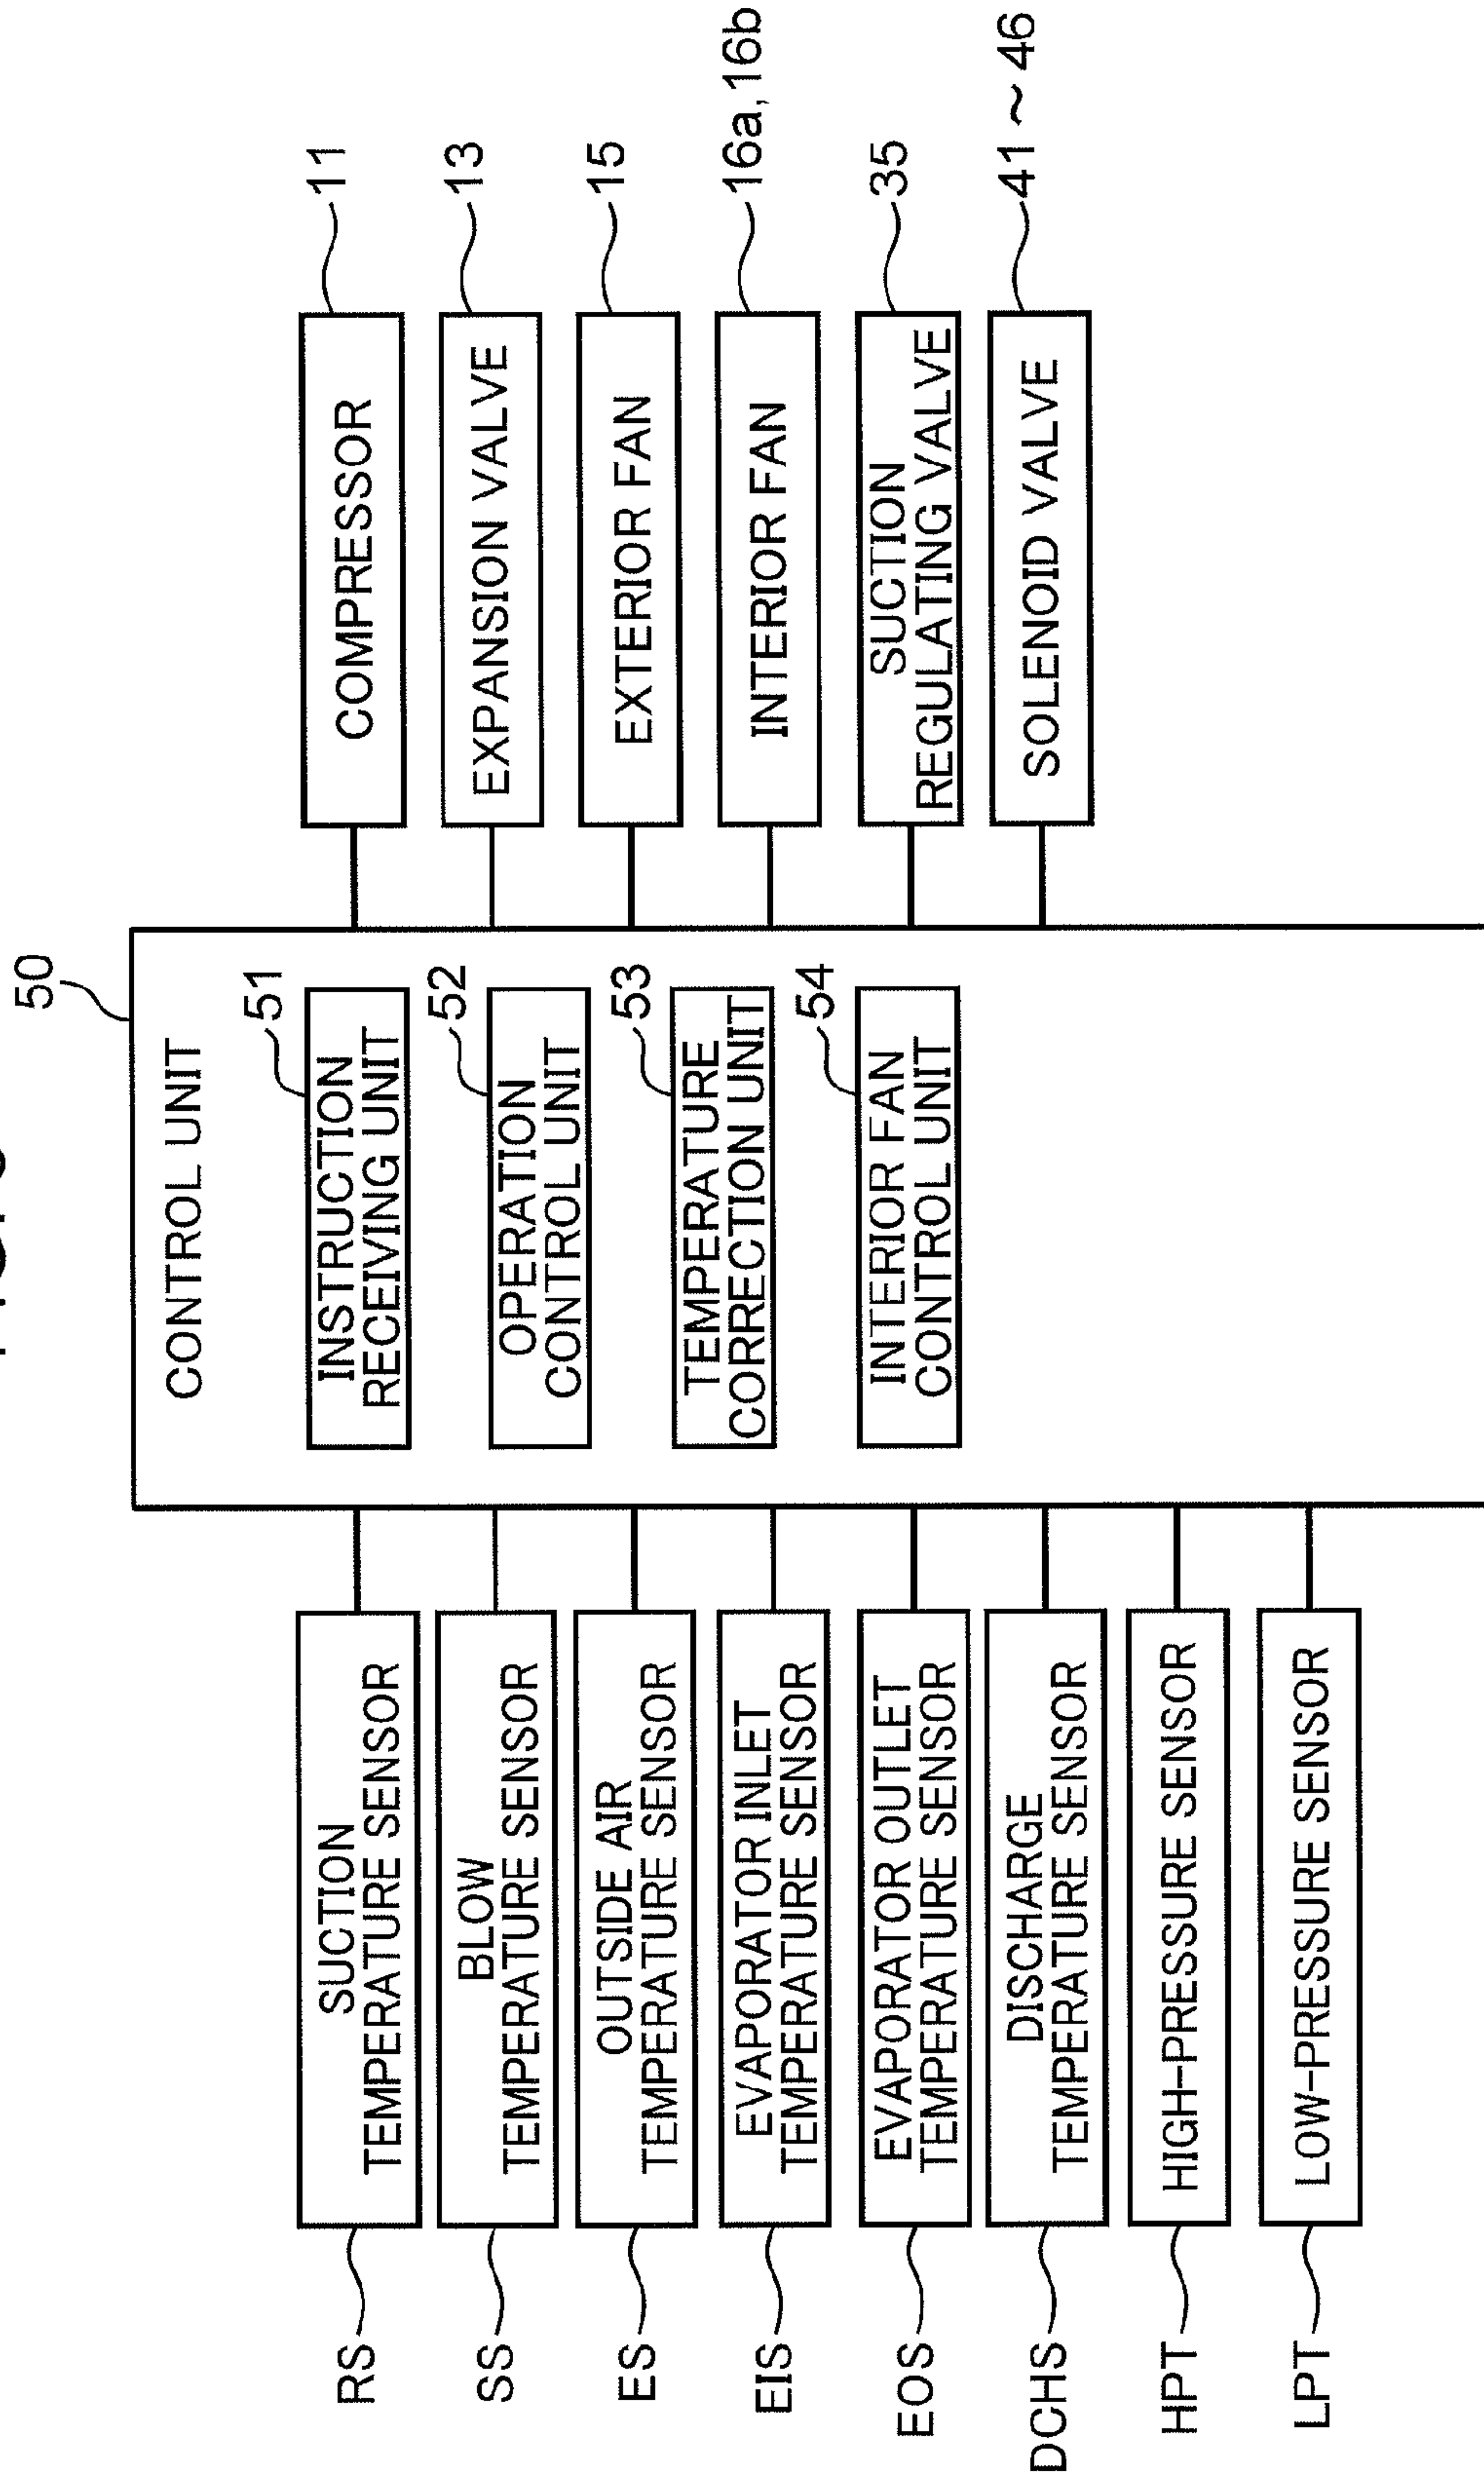 50
CONTROL UNIT
51
INSTRUCTION
RECEIVING UNIT
52
OPERATION
CONTROL UNIT
53
TEMPERATURE
CORRECTION UNIT
54
INTERIOR FAN
CONTROL UNIT
RS
SUCTION
TEMPERATURE SENSOR
SS
BLOW
TEMPERATURE SENSOR
ES
OUTSIDE AIR
TEMPERATURE SENSOR
EIS
EVAPORATOR INLET
TEMPERATURE SENSOR
EOS
EVAPORATOR OUTLET
TEMPERATURE SENSOR
DCHS
DISCHARGE
TEMPERATURE SENSOR
HPT
HIGH-PRESSURE SENSOR
LPT
LOW-PRESSURE SENSOR
COMPRESSOR
11
EXPANSION VALVE
13
EXTERIOR FAN
15
INTERIOR FAN
16a, 16b
SUCTION
REGULATING VALVE
35
SOLENOID VALVE
41 ~ 46